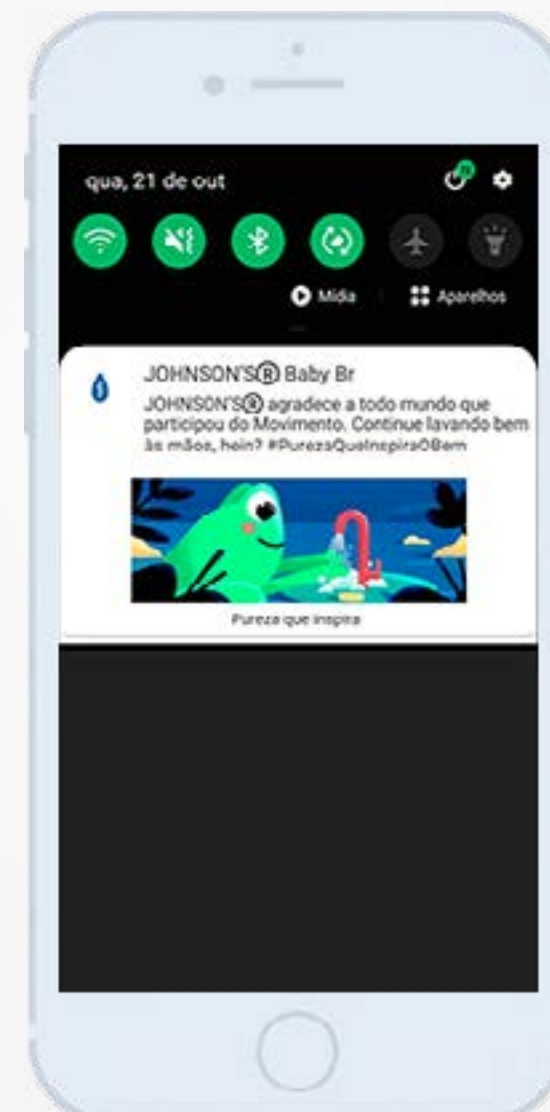 qua, 21 de out
Mídia
Aparelhos
JOHNSON'S® Baby Br
JOHNSON'S® agradece a todo mundo que
participou do Movimento. Continue lavando bem
às mãos, hein? #PurezaQueInspiraOBem
Pureza que inspira